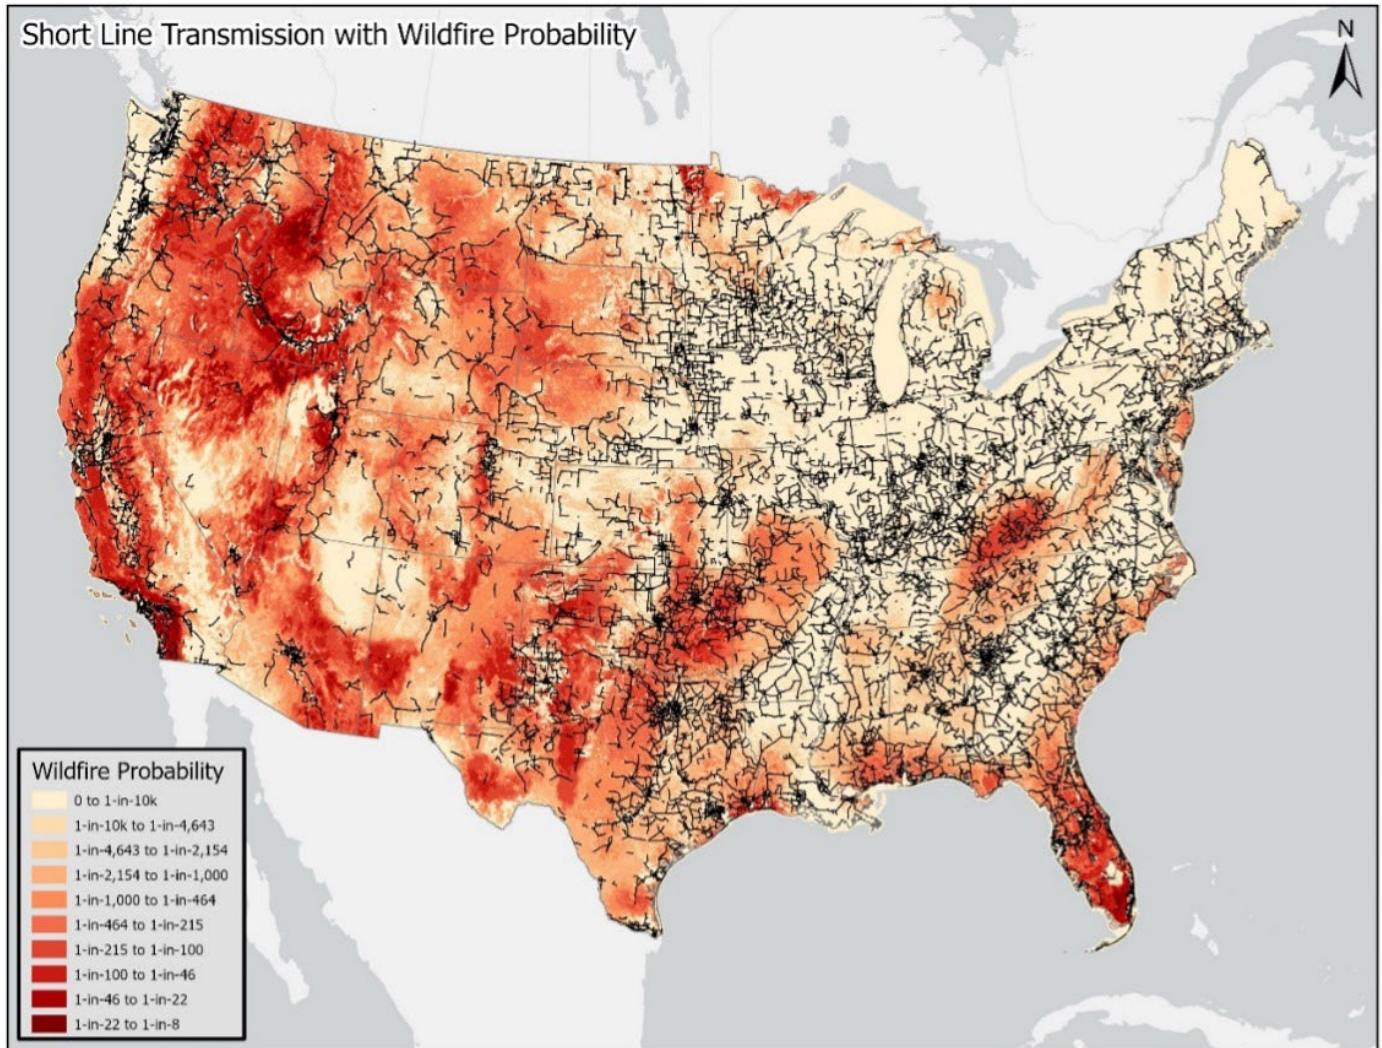 Short Line Transmission with Wildfire Probability
N
Wildfire Probability
0 to 1-in-10k
1-in-10k to 1-in-4,643
1-in-4,643 to 1-in-2,154
1-in-2,154 to 1-in-1,000
1-in-1,000 to 1-in-464
1-in-464 to 1-in-215
1-in-215 to 1-in-100
1-in-100 to 1-in-46
1-in-46 to 1-in-22
1-in-22 to 1-in-8